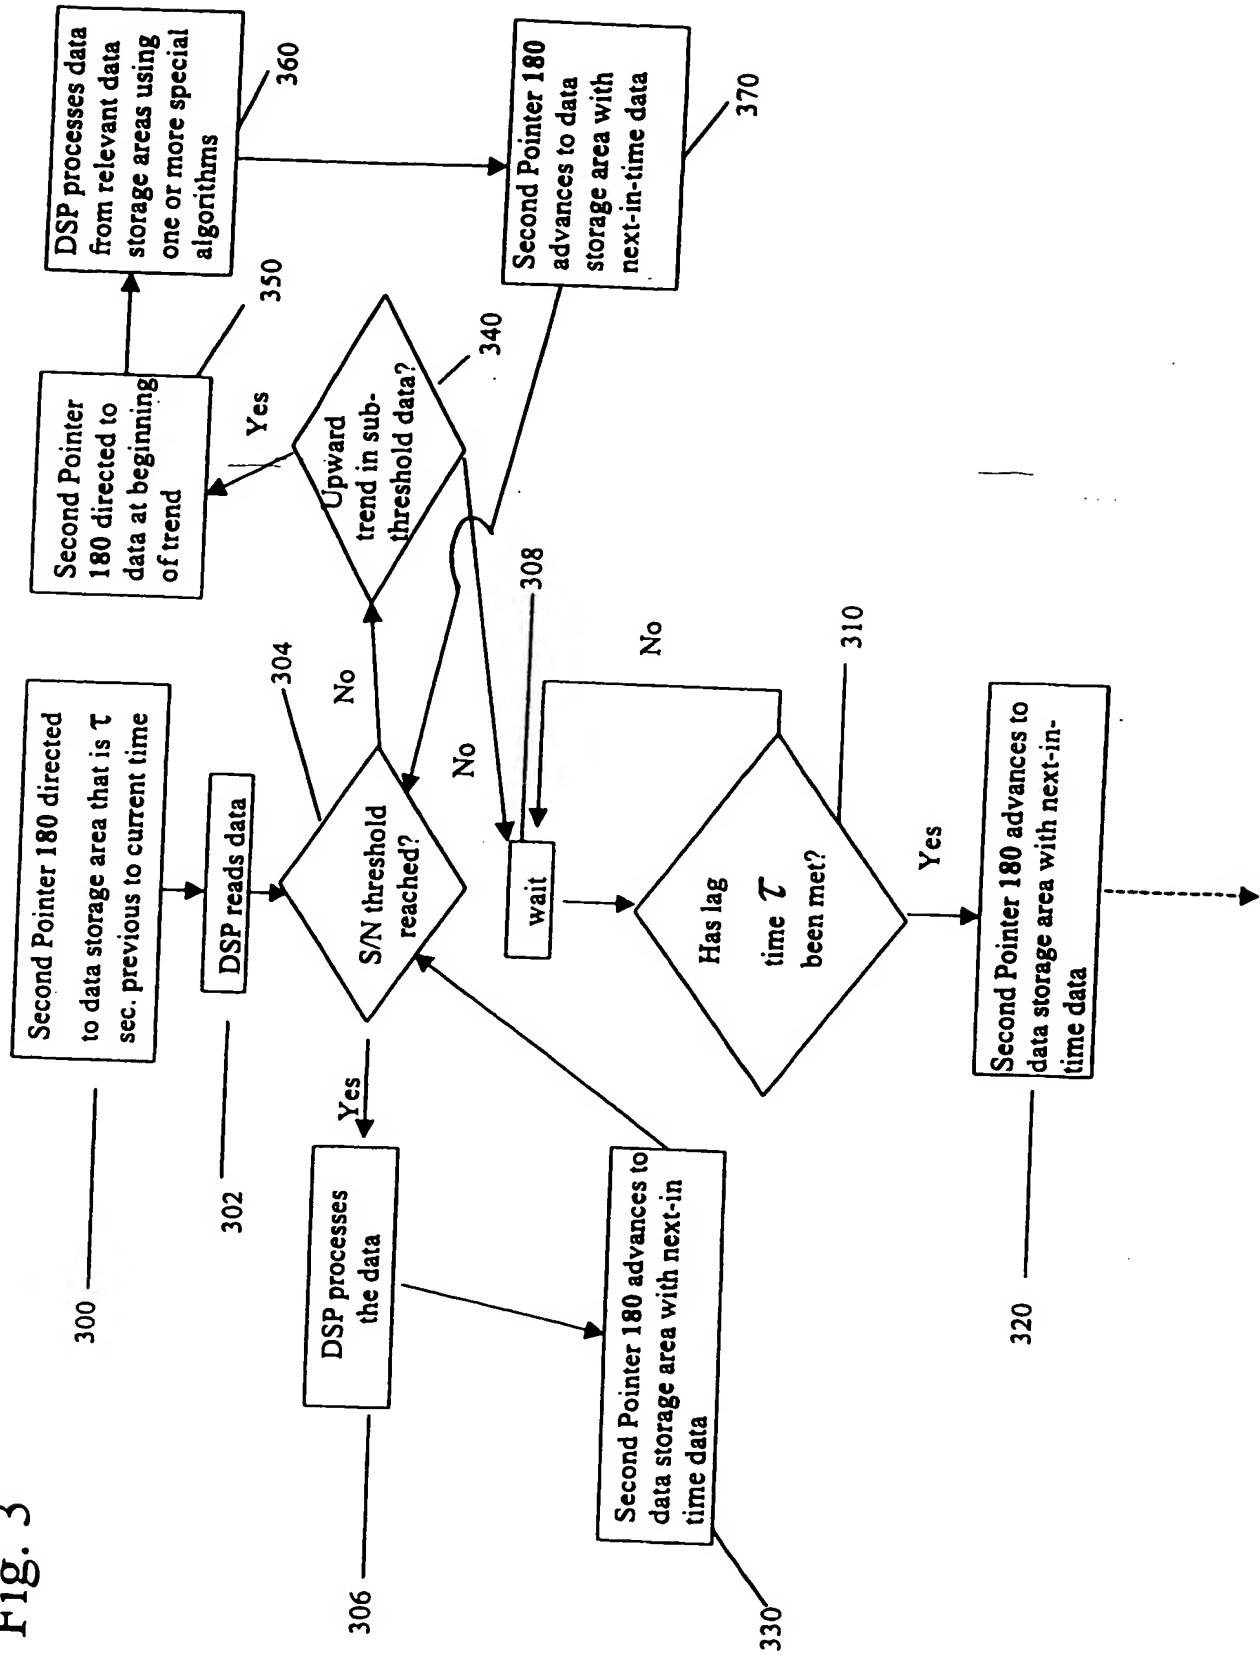 Fig. 3
300
Second Pointer 180 directed
to data storage area that is τ
sec. previous to current time
302
DSP reads data
304
S/N threshold
reached?
Yes
No
306
DSP processes
the data
330
Second Pointer 180 advances to
data storage area with next-in
time data
340
Upward
trend in sub-
threshold data?
Yes
No
350
Second Pointer
180 directed to
data at beginning
of trend
360
DSP processes data
from relevant data
storage areas using
one or more special
algorithms
370
Second Pointer 180
advances to data
storage area with
next-in-time data
308
wait
310
Has lag
time τ
been met?
No
Yes
320
Second Pointer 180 advances to
data storage area with next-in-
time data